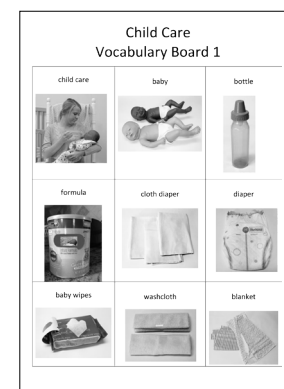 Child Care
Vocabulary Board 1
child care
baby
bottle
formula
cloth diaper
diaper
baby wipes
washcloth
blanket